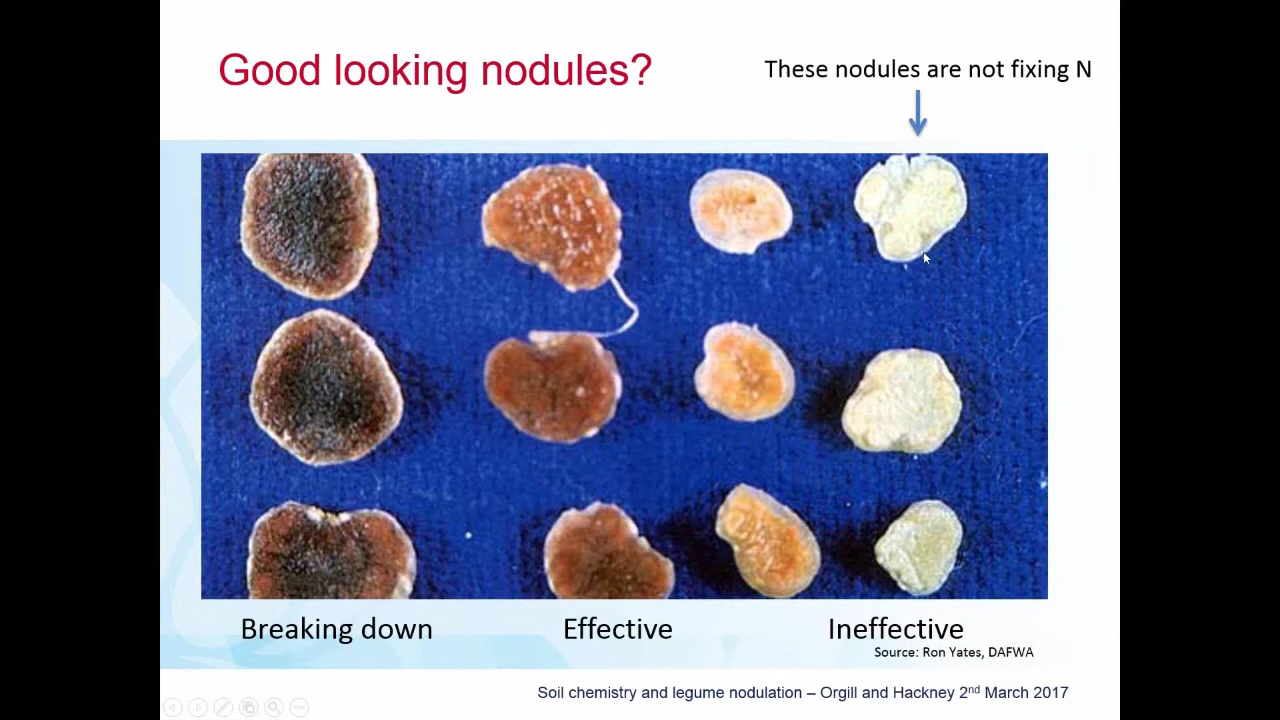 Good looking nodules?
These nodules are not fixing N
Breaking down
Effective
Ineffective
Source: Ron Yates, DAFWA
Soil chemistry and legume nodulation – Orgill and Hackney 2nd March 2017